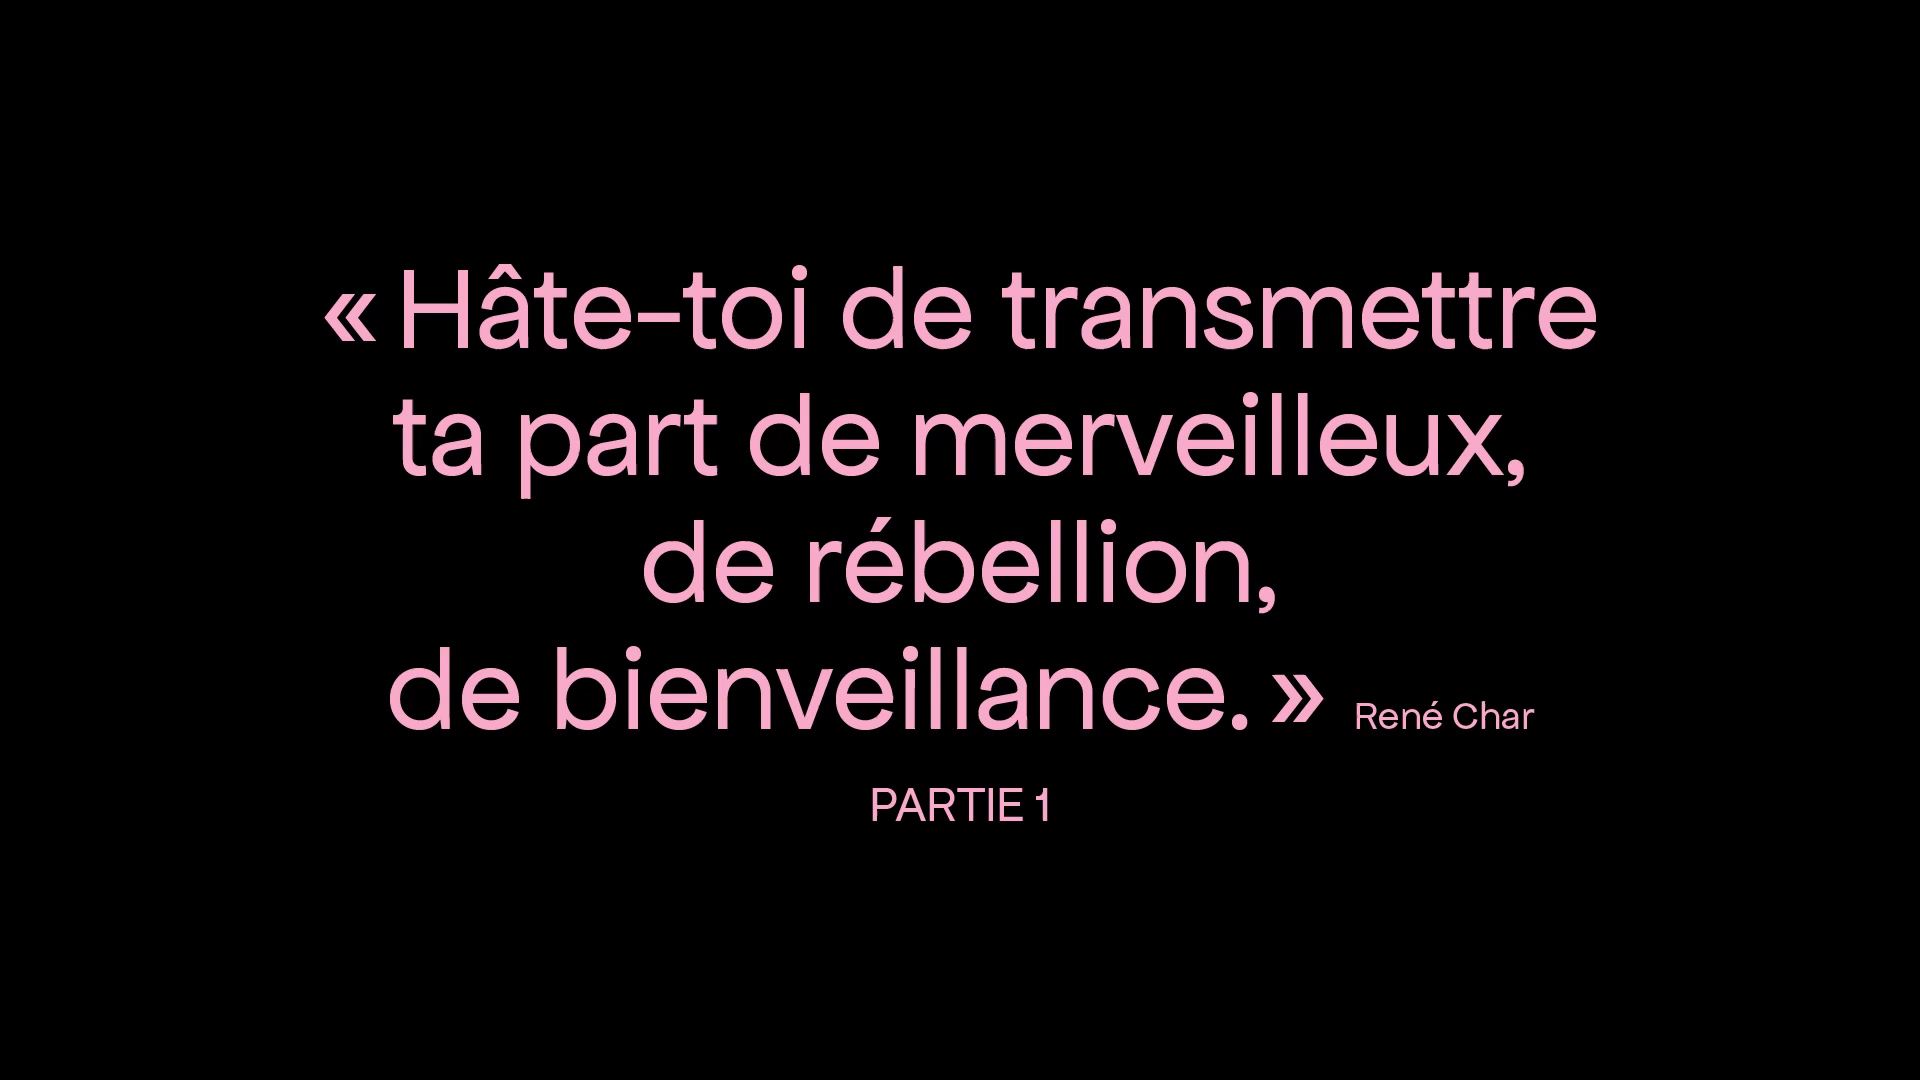 « Hâte-toi de transmettre
ta part de merveilleux,
de rébellion,
de bienveillance. » René Char
PARTIE 1